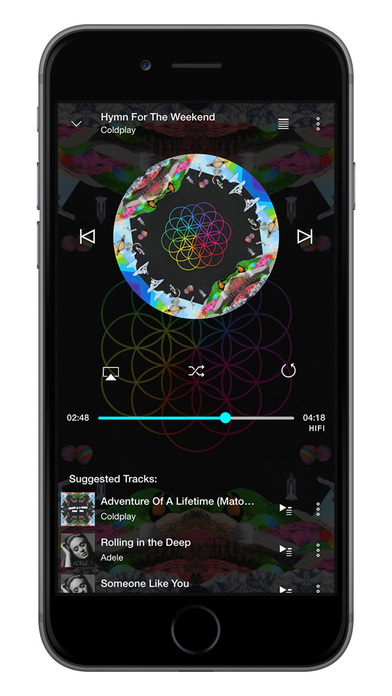 Hymn For The Weekend
Coldplay
02:48
04:18
HIFI
Suggested Tracks:
Adventure Of A Lifetime (Mato...
Coldplay
Rolling in the Deep
Adele
ADELE
Someone Like You